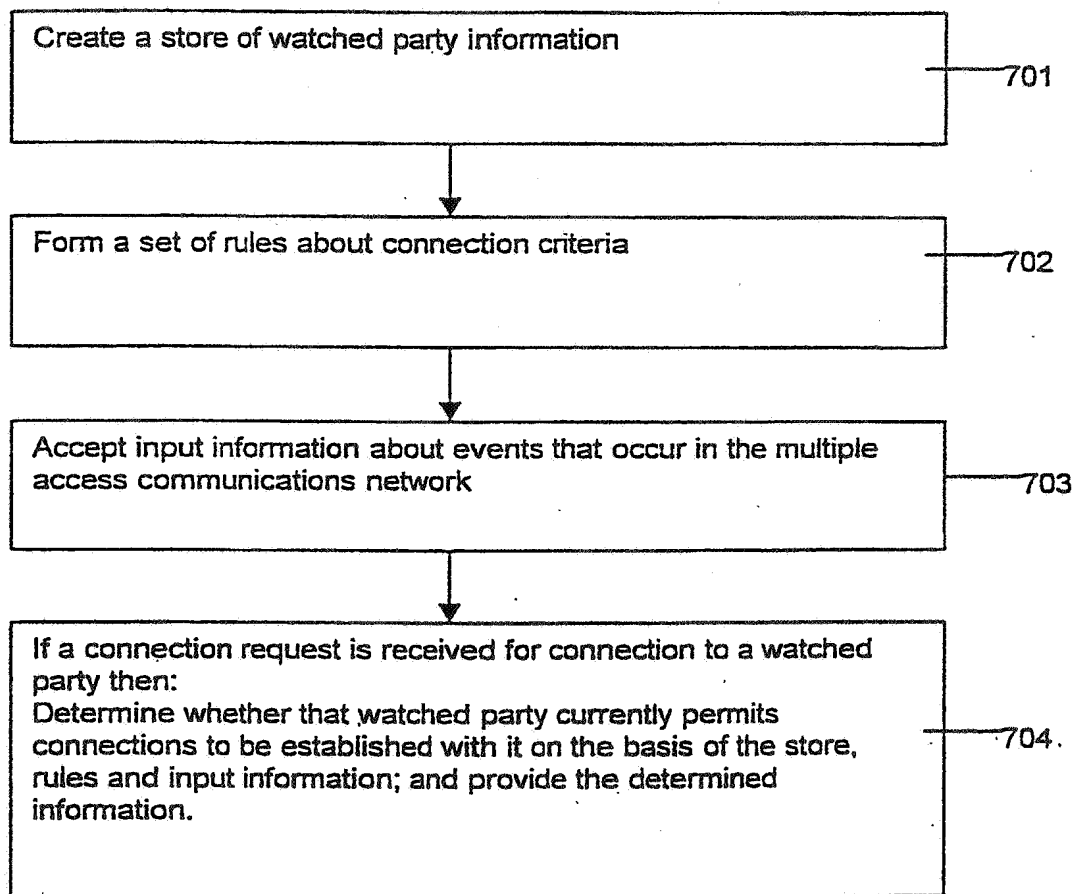 Create a store of watched party information
701
Form a set of rules about connection criteria
702
Accept input information about events that occur in the multiple
access communications network
703
If a connection request is received for connection to a watched
party then:
Determine whether that watched party currently permits
connections to be established with it on the basis of the store,
rules and input information; and provide the determined
information.
704.